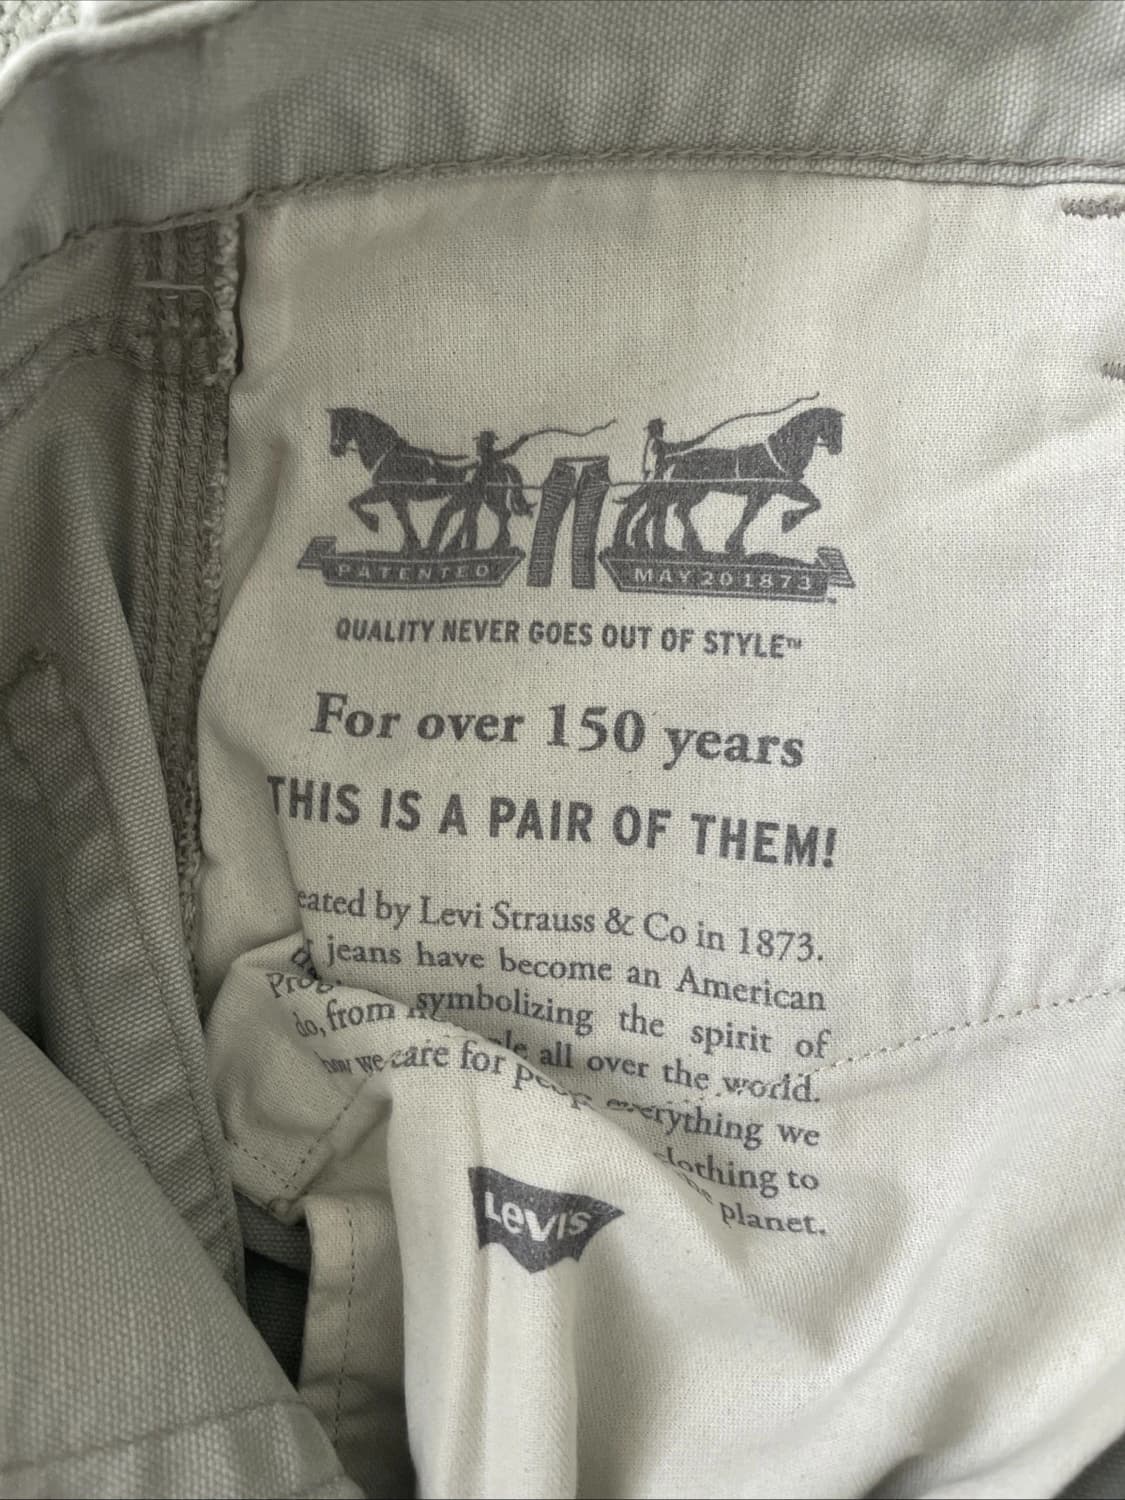 PATENTED MAY 20 1873™
QUALITY NEVER GOES OUT OF STYLE™
For over 150 years
THIS IS A PAIR OF THEM!
eated by Levi Strauss & Co in 1873.
jeans have become an American
symbolizing the spirit of
all over the world.
everything we
do, from clothing to
how we care for planet.
Levi's